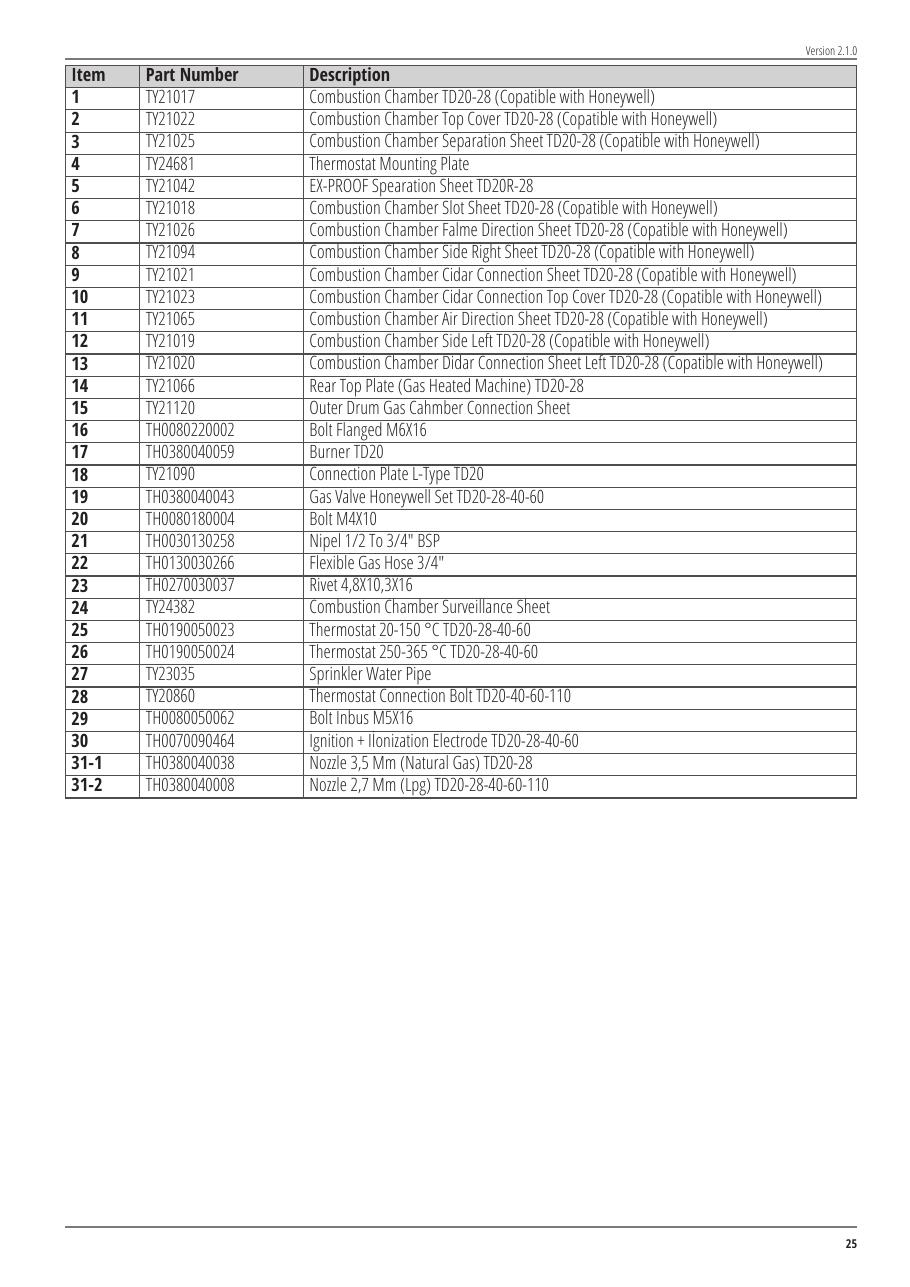 Version 2.1.0
Item Part Number Description
1 TY21017 Combustion Chamber TD20-28 (Copatible with Honeywell)
2 TY21022 Combustion Chamber Top Cover TD20-28 (Copatible with Honeywell)
3 TY21025 Combustion Chamber Separation Sheet TD20-28 (Copatible with Honeywell)
4 TY24681 Thermostat Mounting Plate
5 TY21042 EX-PROOF Spearation Sheet TD20R-28
6 TY21018 Combustion Chamber Slot Sheet TD20-28 (Copatible with Honeywell)
7 TY21026 Combustion Chamber Falme Direction Sheet TD20-28 (Copatible with Honeywell)
8 TY21094 Combustion Chamber Side Right Sheet TD20-28 (Copatible with Honeywell)
9 TY21021 Combustion Chamber Cidar Connection Sheet TD20-28 (Copatible with Honeywell)
10 TY21023 Combustion Chamber Cidar Connection Top Cover TD20-28 (Copatible with Honeywell)
11 TY21065 Combustion Chamber Air Direction Sheet TD20-28 (Copatible with Honeywell)
12 TY21019 Combustion Chamber Side Left TD20-28 (Copatible with Honeywell)
13 TY21020 Combustion Chamber Didar Connection Sheet Left TD20-28 (Copatible with Honeywell)
14 TY21066 Rear Top Plate (Gas Heated Machine) TD20-28
15 TY21120 Outer Drum Gas Cahmber Connection Sheet
16 TH0080220002 Bolt Flanged M6X16
17 TH0380040059 Burner TD20
18 TY21090 Connection Plate L-Type TD20
19 TH0380040043 Gas Valve Honeywell Set TD20-28-40-60
20 TH0080180004 Bolt M4X10
21 TH0030130258 Nipel 1/2 To 3/4" BSP
22 TH0130030266 Flexible Gas Hose 3/4"
23 TH0270030037 Rivet 4,8X10,3X16
24 TY24382 Combustion Chamber Surveillance Sheet
25 TH0190050023 Thermostat 20-150 °C TD20-28-40-60
26 TH0190050024 Thermostat 250-365 °C TD20-28-40-60
27 TY23035 Sprinkler Water Pipe
28 TY20860 Thermostat Connection Bolt TD20-40-60-110
29 TH0080050062 Bolt Inbus M5X16
30 TH0070090464 Ignition + Ilonization Electrode TD20-28-40-60
31-1 TH0380040038 Nozzle 3,5 Mm (Natural Gas) TD20-28
31-2 TH0380040008 Nozzle 2,7 Mm (Lpg) TD20-28-40-60-110
25